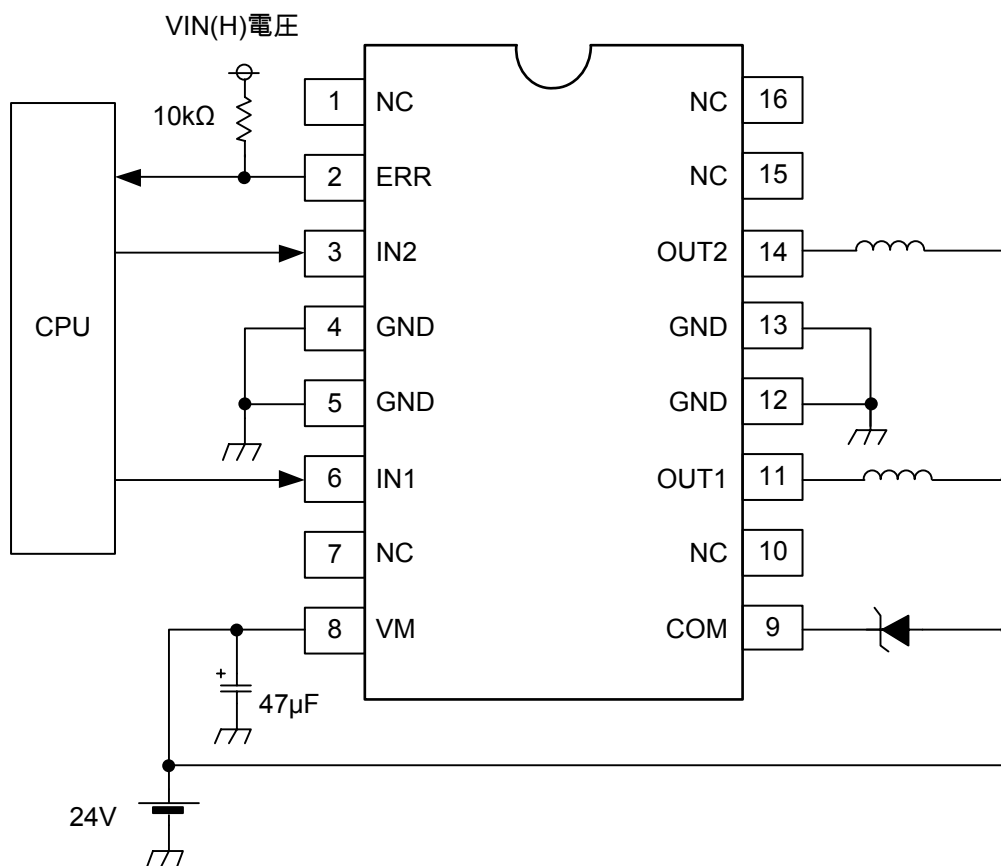 VIN(H)電圧
10kΩ
CPU
1 NC
2 ERR
3 IN2
4 GND
5 GND
6 IN1
7 NC
8 VM
NC 16
NC 15
OUT2 14
GND 13
GND 12
OUT1 11
NC 10
COM 9
+
47μF
24V